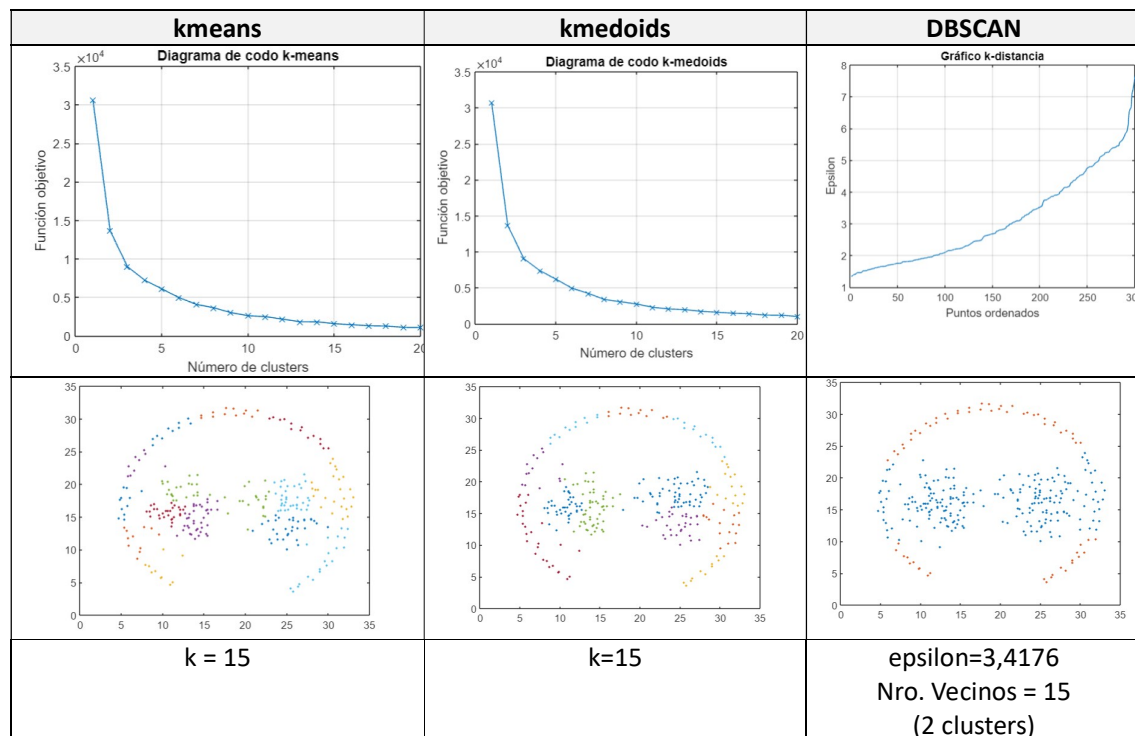 kmeans
kmedoids
DBSCAN
Diagrama de codo k-means
×10⁴
3.5
3
2.5
2
1.5
1
0.5
0
Función objetivo
0 5 10 15 20
Número de clusters
Diagrama de codo k-medoids
×10⁴
3.5
3
2.5
2
1.5
1
0.5
0
Función objetivo
0 5 10 15 20
Número de clusters
Gráfico k-distancia
8
7
6
5
4
3
2
1
Epsilon
0 50 100 150 200 250 300
Puntos ordenados
35
30
25
20
15
10
5
0
0 5 10 15 20 25 30 35
35
30
25
20
15
10
5
0
0 5 10 15 20 25 30 35
35
30
25
20
15
10
5
0
0 5 10 15 20 25 30 35
k = 15
k=15
epsilon=3,4176
Nro. Vecinos = 15
(2 clusters)